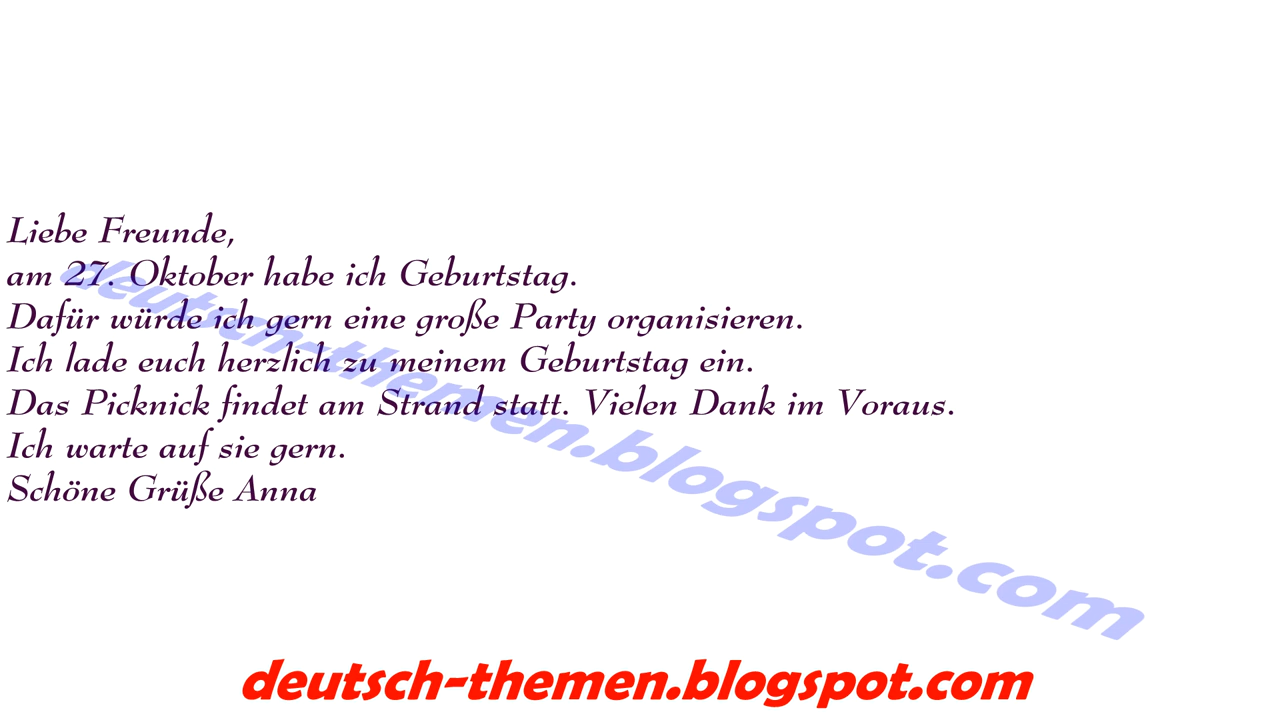 Liebe Freunde,
am 27. Oktober habe ich Geburtstag.
Dafür würde ich gern eine große Party organisieren.
Ich lade euch herzlich zu meinem Geburtstag ein.
Das Picknick findet am Strand statt. Vielen Dank im Voraus.
Ich warte auf sie gern.
Schöne Grüße Anna
deutsch-themen.blogspot.com
deutsch-themen.blogspot.com